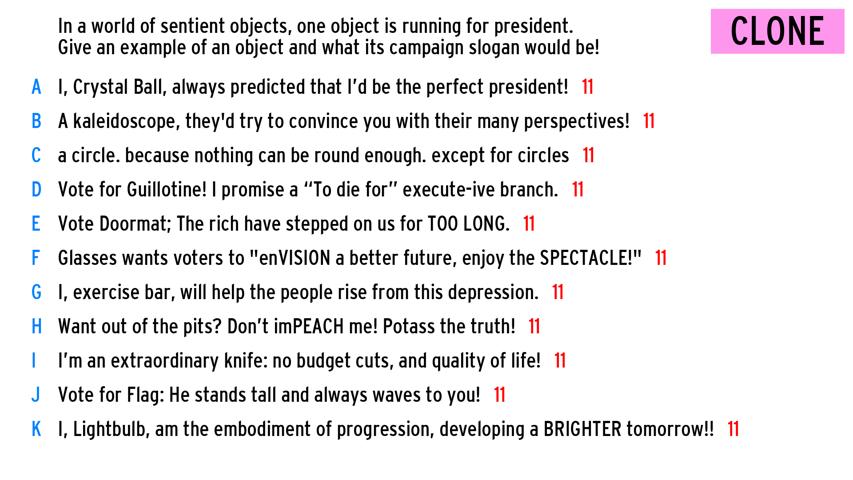 In a world of sentient objects, one object is running for president.
Give an example of an object and what its campaign slogan would be!
CLONE
A I, Crystal Ball, always predicted that I'd be the perfect president! 11
B A kaleidoscope, they'd try to convince you with their many perspectives! 11
C a circle. because nothing can be round enough. except for circles 11
D Vote for Guillotine! I promise a “To die for” execute-ive branch. 11
E Vote Doormat; The rich have stepped on us for TOO LONG. 11
F Glasses wants voters to "enVISION a better future, enjoy the SPECTACLE!" 11
G I, exercise bar, will help the people rise from this depression. 11
H Want out of the pits? Don't imPEACH me! Potass the truth! 11
I I'm an extraordinary knife: no budget cuts, and quality of life! 11
J Vote for Flag: He stands tall and always waves to you! 11
K I, Lightbulb, am the embodiment of progression, developing a BRIGHTER tomorrow!! 11